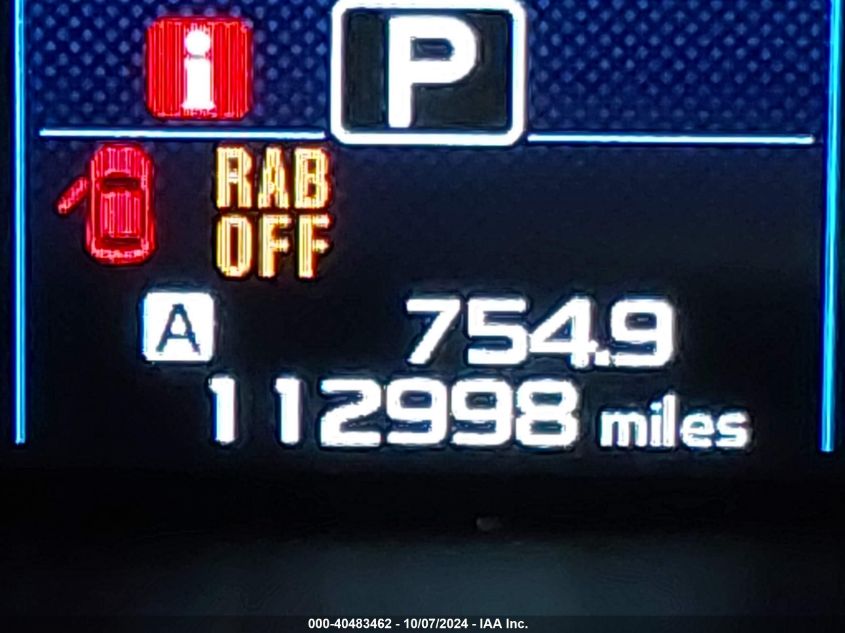 i
P
RAB
OFF
A 754.9
112998 miles
000-40483462 - 10/07/2024 - IAA Inc.